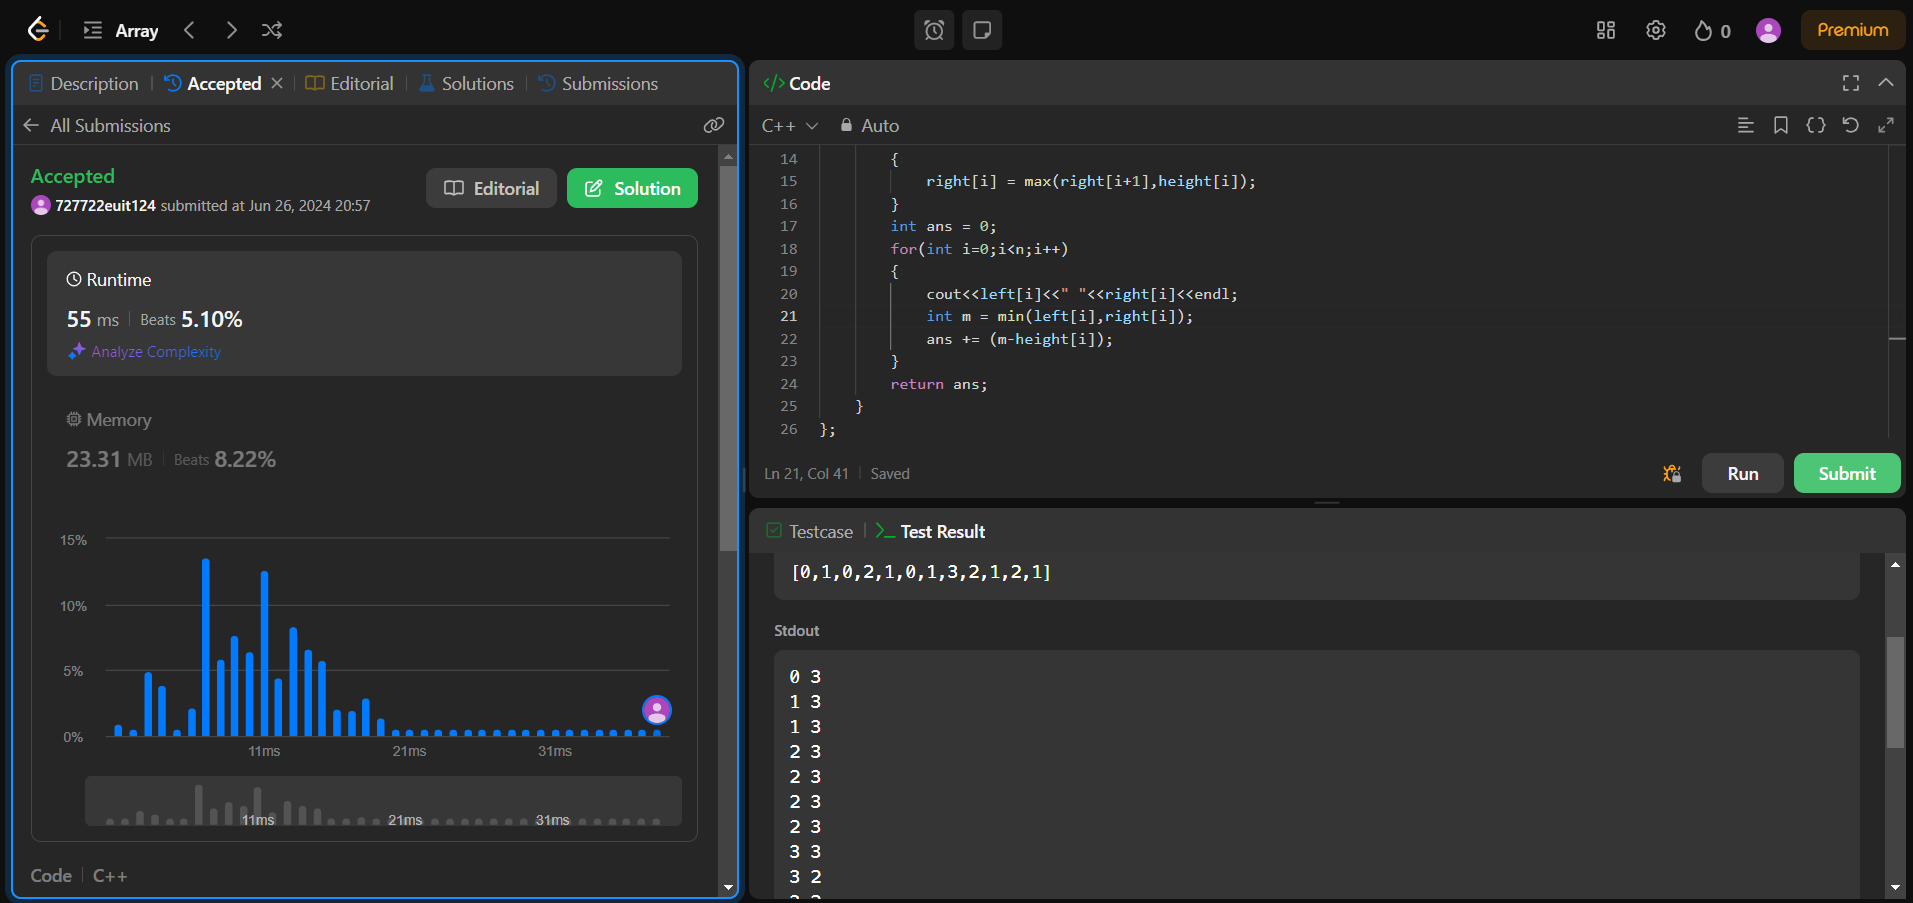 Array
0
Premium
Description
Accepted
Editorial
Solutions
Submissions
All Submissions
Accepted
727722euit124 submitted at Jun 26, 2024 20:57
Editorial
Solution
Runtime
55 ms
Beats 5.10%
Analyze Complexity
Memory
23.31 MB
Beats 8.22%
15%
10%
5%
0%
11ms
21ms
31ms
11ms
21ms
31ms
Code
C++
Code
C++
Auto
14 {
15 right[i] = max(right[i+1],height[i]);
16 }
17 int ans = 0;
18 for(int i=0;i<n;i++)
19 {
20 cout<<left[i]<<" "<<right[i]<<endl;
21 int m = min(left[i],right[i]);
22 ans += (m-height[i]);
23 }
24 return ans;
25 }
26 };
Ln 21, Col 41
Saved
Run
Submit
Testcase
Test Result
[0,1,0,2,1,0,1,3,2,1,2,1]
Stdout
0 3
1 3
1 3
2 3
2 3
2 3
2 3
3 3
3 2